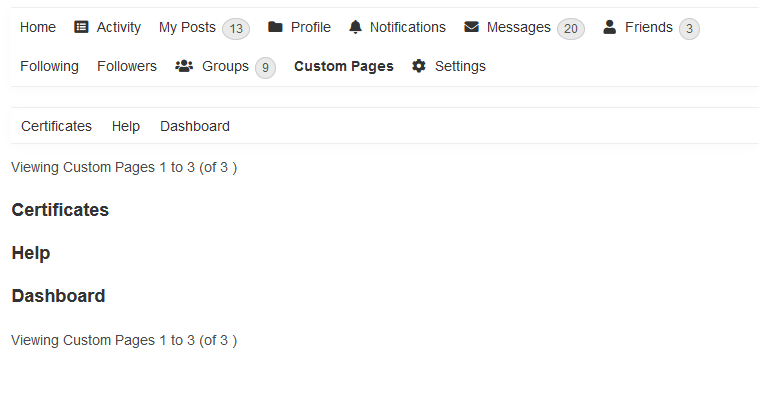 Home Activity My Posts 13 Profile Notifications Messages 20 Friends 3
Following Followers Groups 9 Custom Pages Settings
Certificates Help Dashboard
Viewing Custom Pages 1 to 3 (of 3 )
Certificates
Help
Dashboard
Viewing Custom Pages 1 to 3 (of 3 )